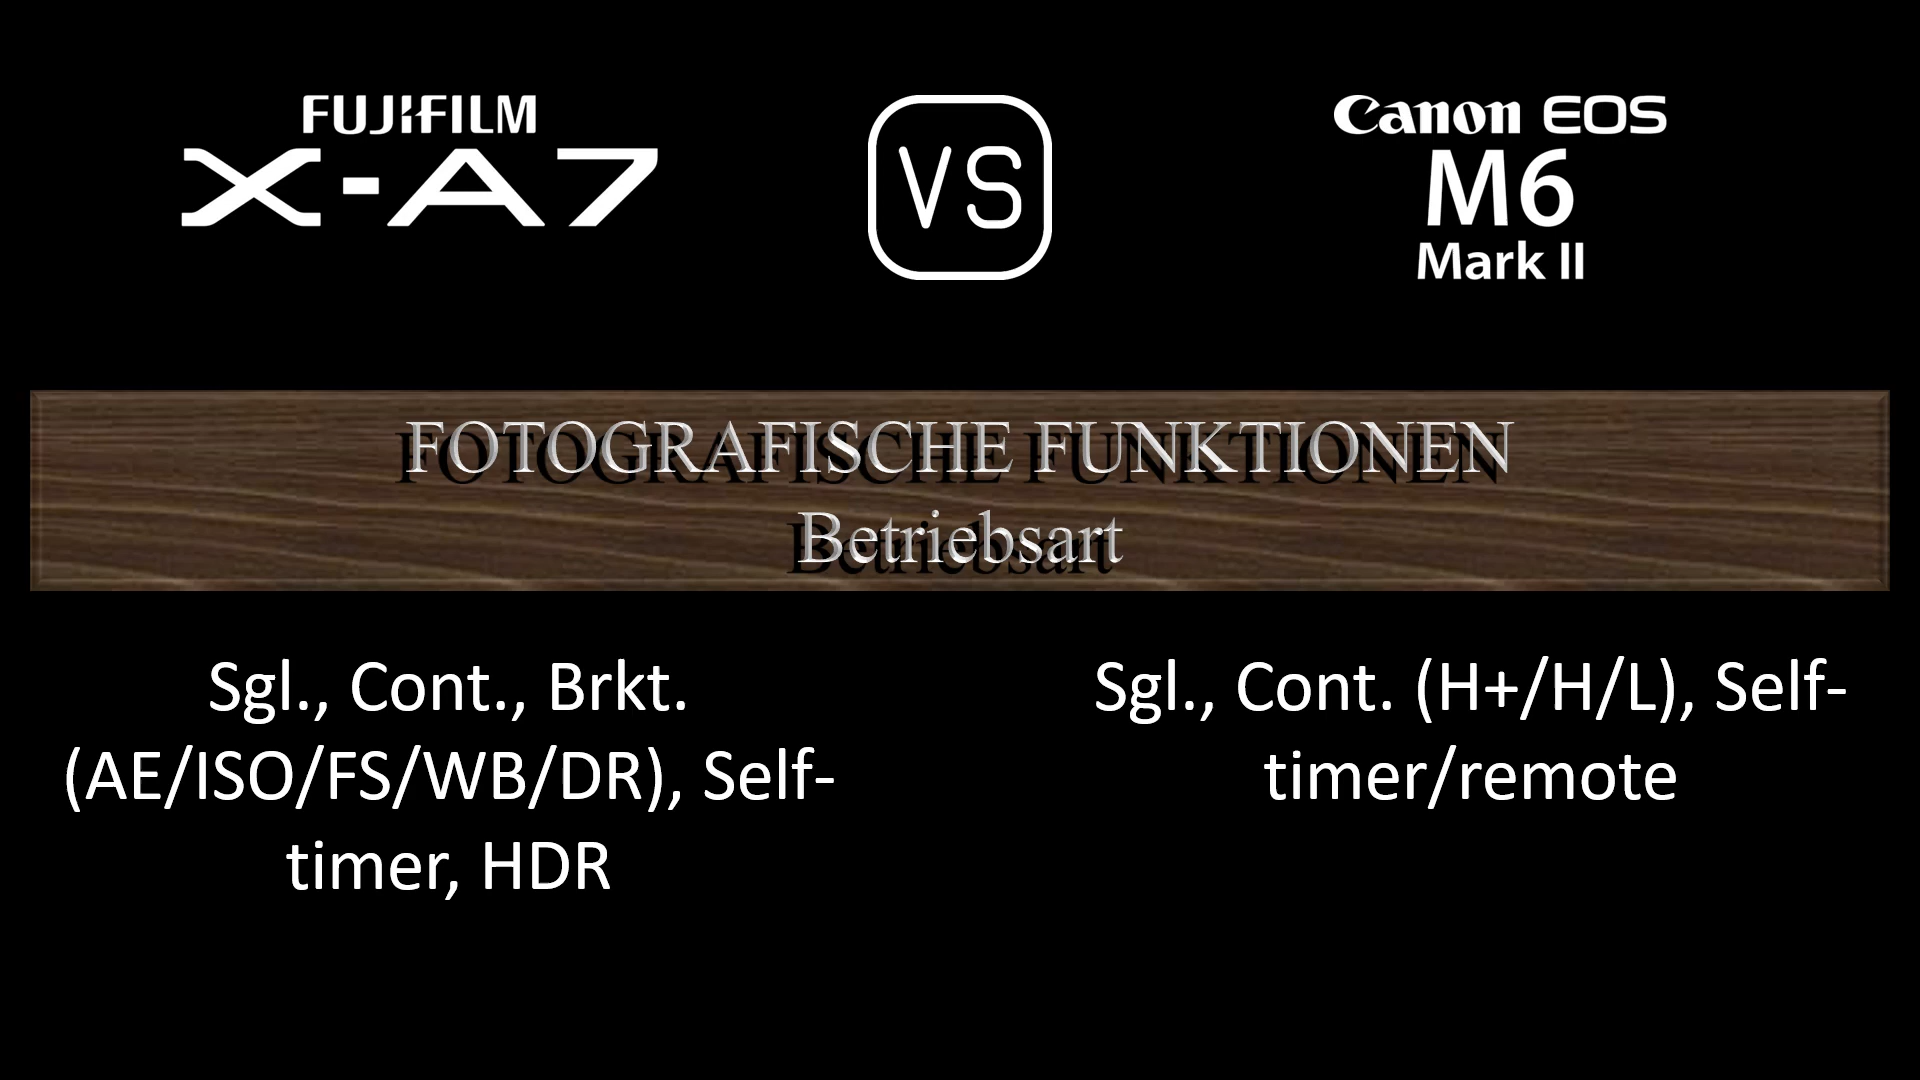 FUJIFILM
X-A7
VS
Canon EOS
M6
Mark II
FOTOGRAFISCHE FUNKTIONEN
Betriebsart
Sgl., Cont., Brkt.
(AE/ISO/FS/WB/DR), Self-
timer, HDR
Sgl., Cont. (H+/H/L), Self-
timer/remote